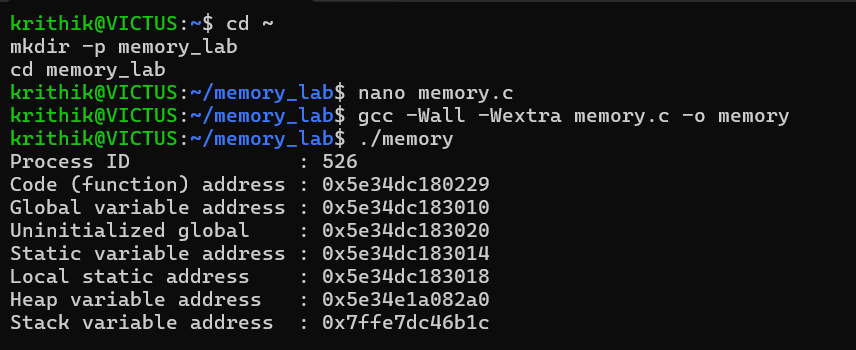 krithik@VICTUS:~$ cd ~
mkdir -p memory_lab
cd memory_lab
krithik@VICTUS:~/memory_lab$ nano memory.c
krithik@VICTUS:~/memory_lab$ gcc -Wall -Wextra memory.c -o memory
krithik@VICTUS:~/memory_lab$ ./memory
Process ID              : 526
Code (function) address : 0x5e34dc180229
Global variable address : 0x5e34dc183010
Uninitialized global    : 0x5e34dc183020
Static variable address : 0x5e34dc183014
Local static address    : 0x5e34dc183018
Heap variable address   : 0x5e34e1a082a0
Stack variable address  : 0x7ffe7dc46b1c